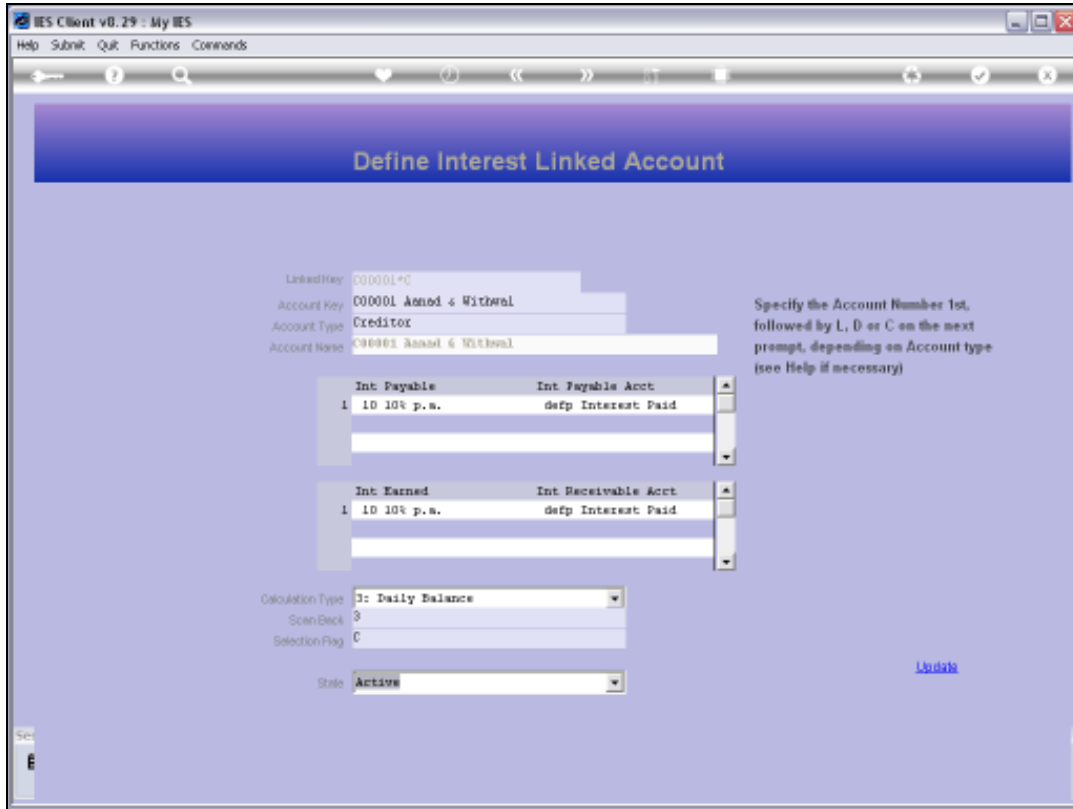 IES Client v8.29 : My IES
Help Submit Quit Functions Commands
Define Interest Linked Account
Linked Key C00001*C
Account Key C00001 Aamad & Withwal
Account Type Creditor
Account Name C00001 Aamad & Withwal
Specify the Account Number 1st,
followed by L, D or C on the next
prompt, depending on Account type
(see Help if necessary)
Int Payable Int Payable Acct
1 10 10% p.a. defp Interest Paid
Int Earned Int Receivable Acct
1 10 10% p.a. defp Interest Paid
Calculation Type 3: Daily Balance
Scan Back 3
Selection Flag C
Update
State Active